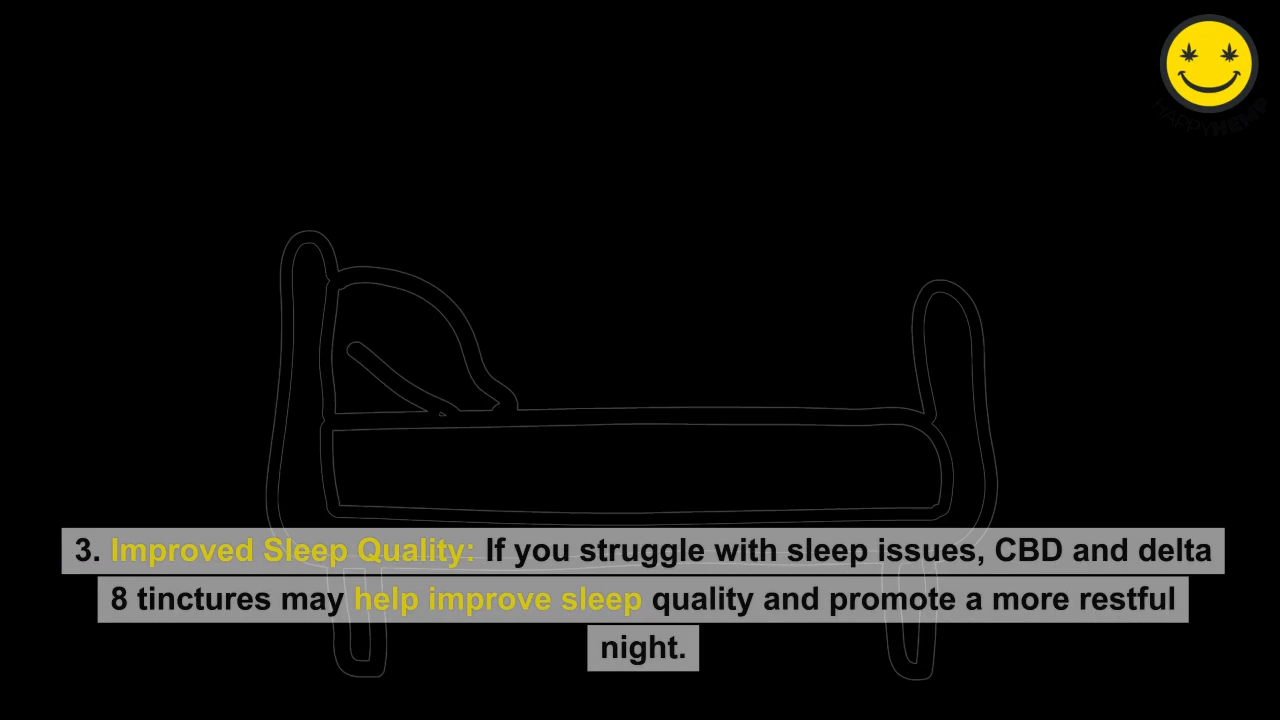 HAPPYHEMP
3. Improved Sleep Quality: If you struggle with sleep issues, CBD and delta
8 tinctures may help improve sleep quality and promote a more restful
night.